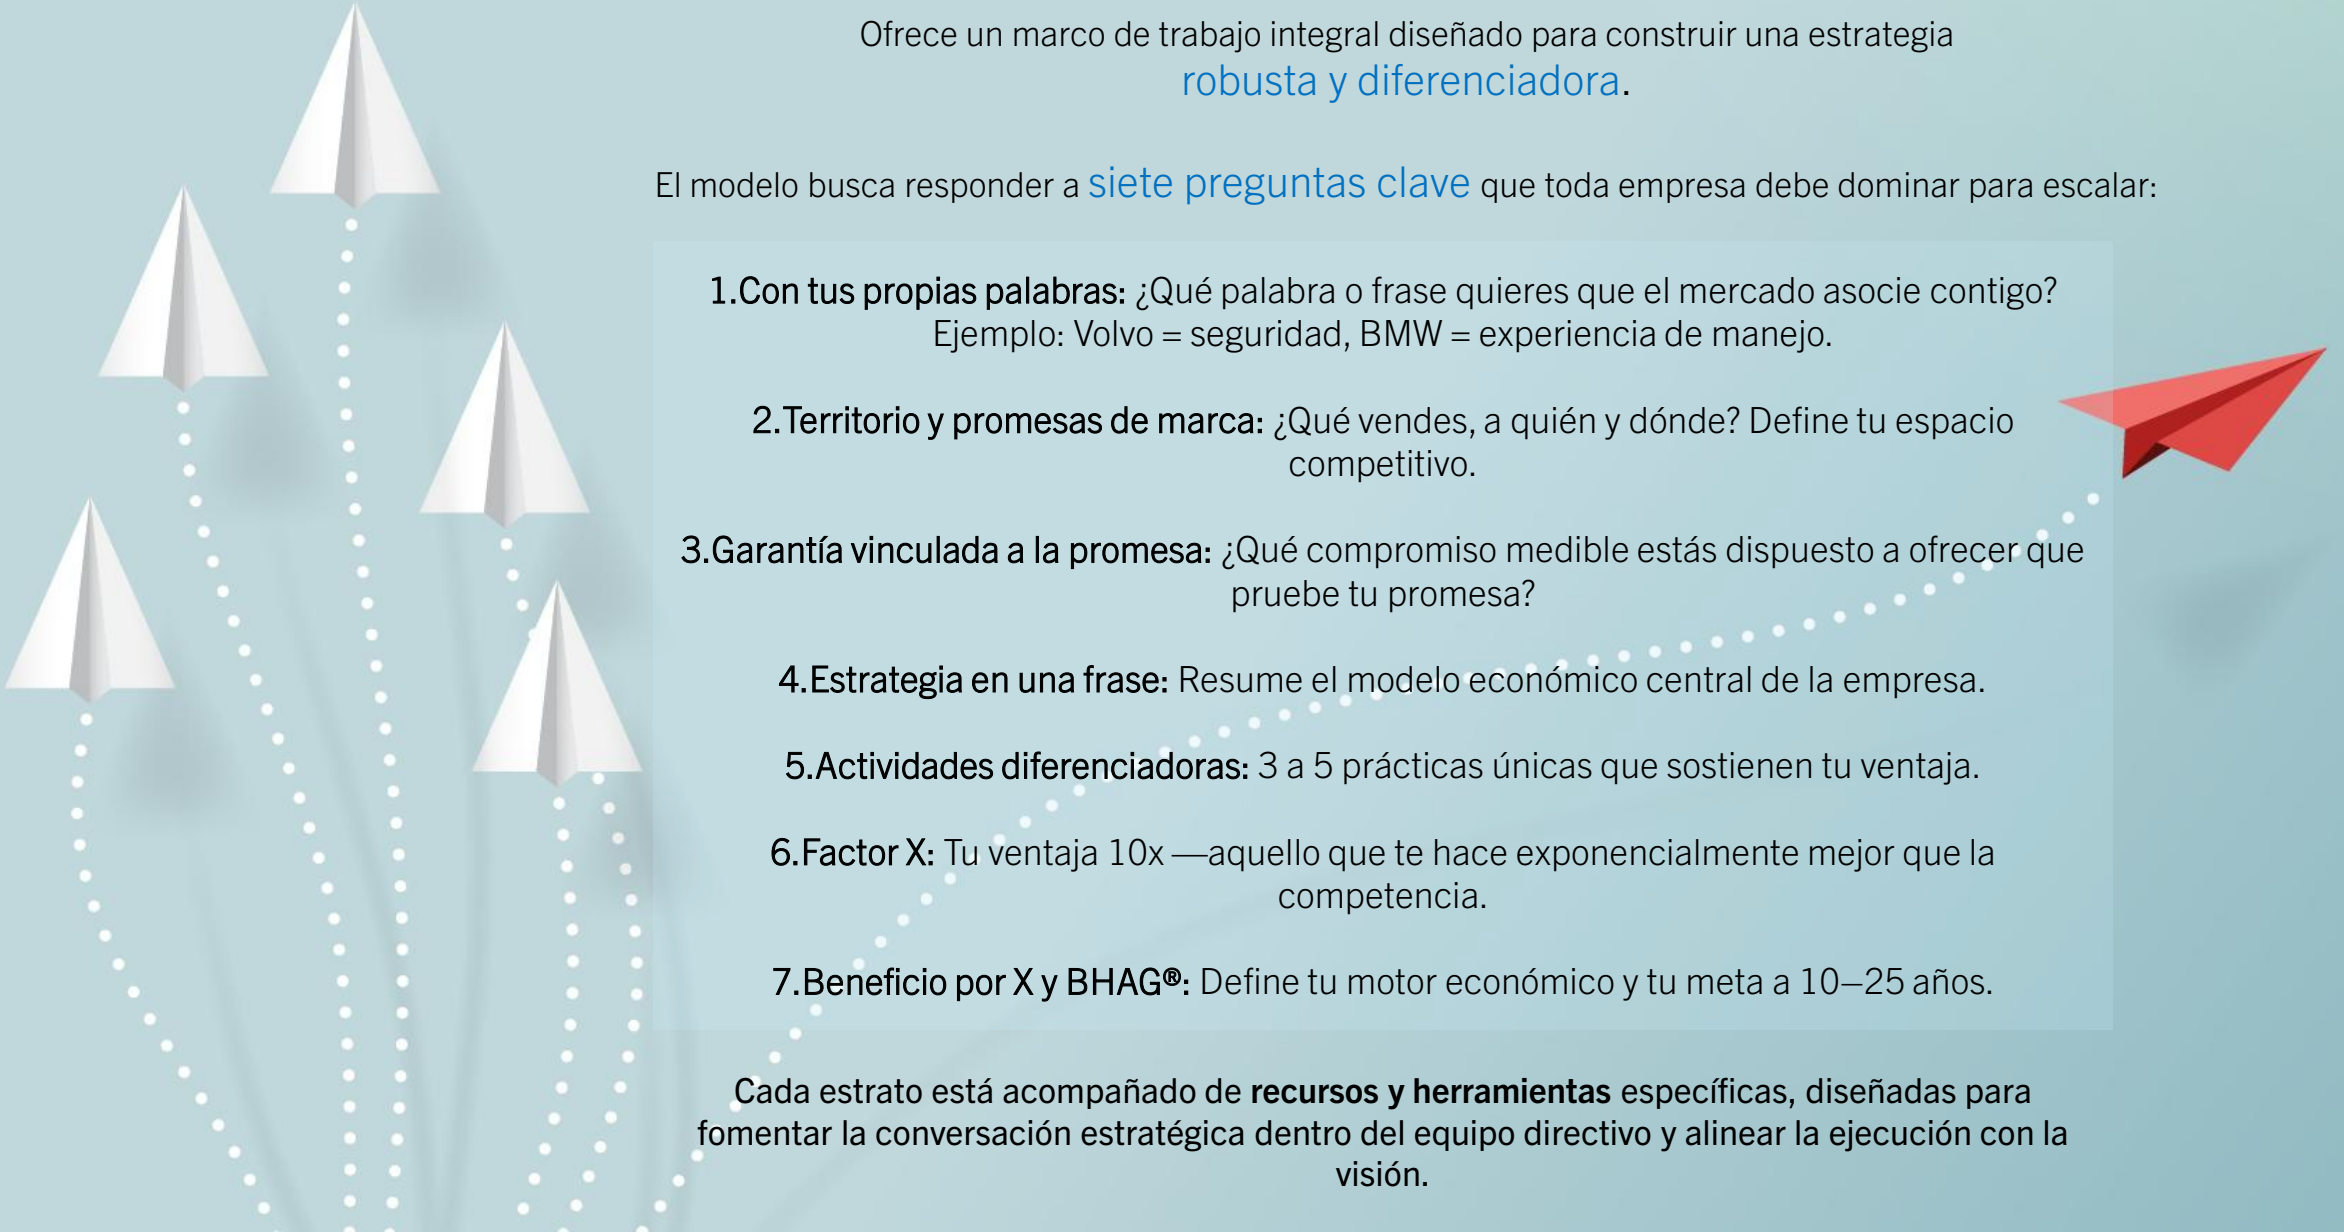 Ofrece un marco de trabajo integral diseñado para construir una estrategia
robusta y diferenciadora.
El modelo busca responder a siete preguntas clave que toda empresa debe dominar para escalar:
1.Con tus propias palabras: ¿Qué palabra o frase quieres que el mercado asocie contigo?
Ejemplo: Volvo = seguridad, BMW = experiencia de manejo.
2.Territorio y promesas de marca: ¿Qué vendes, a quién y dónde? Define tu espacio
competitivo.
3.Garantía vinculada a la promesa: ¿Qué compromiso medible estás dispuesto a ofrecer que
pruebe tu promesa?
4.Estrategia en una frase: Resume el modelo económico central de la empresa.
5.Actividades diferenciadoras: 3 a 5 prácticas únicas que sostienen tu ventaja.
6.Factor X: Tu ventaja 10x —aquello que te hace exponencialmente mejor que la
competencia.
7.Beneficio por X y BHAG®: Define tu motor económico y tu meta a 10–25 años.
Cada estrato está acompañado de recursos y herramientas específicas, diseñadas para
fomentar la conversación estratégica dentro del equipo directivo y alinear la ejecución con la
visión.